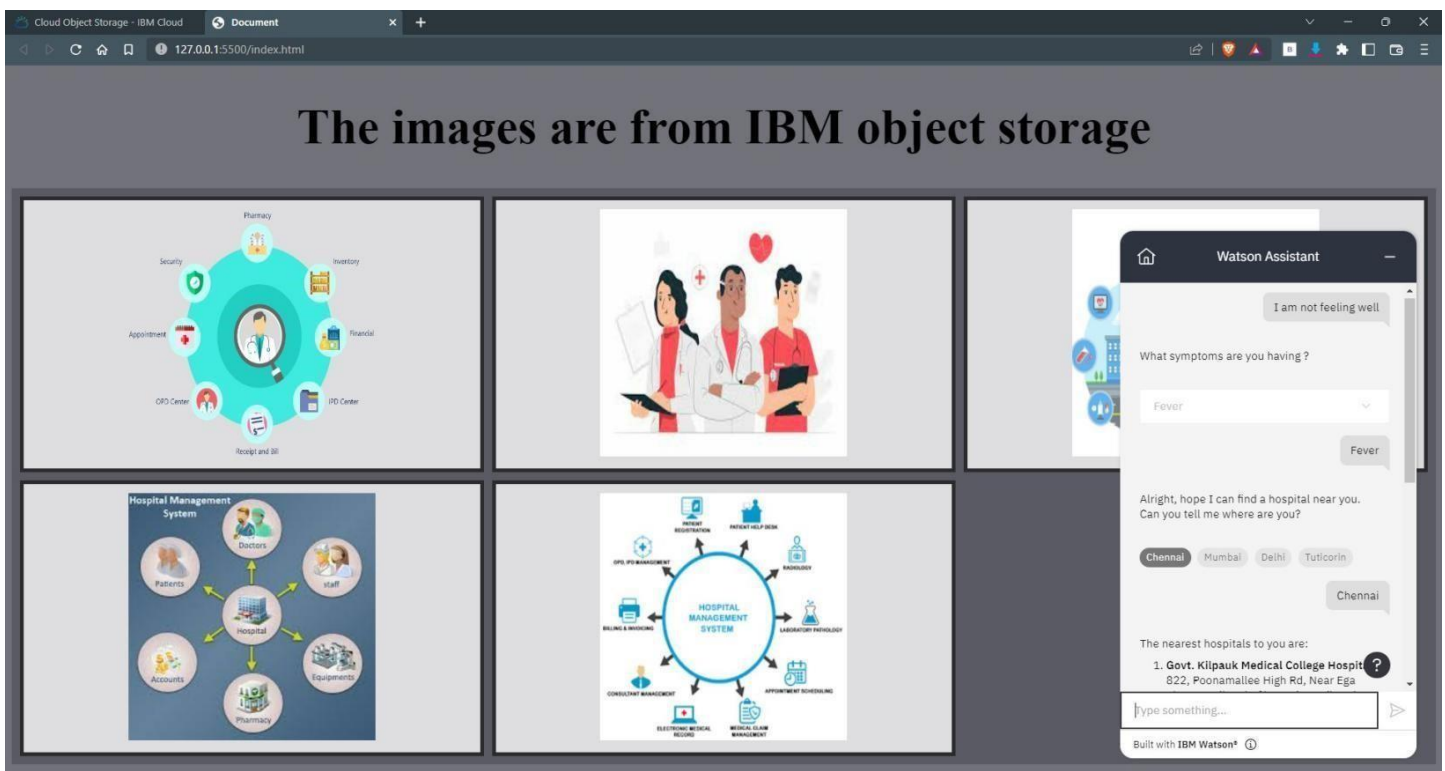 Cloud Object Storage - IBM Cloud
Document
127.0.0.1:5500/index.html
The images are from IBM object storage
Pharmacy
Security
Inventory
Appointment
Financial
OPD Center
IPD Center
Receipt and Bill
Hospital Management
System
Doctors
Patients
staff
Hospital
Accounts
Equipments
Pharmacy
PATIENT
REGISTRATION
PATIENT HELP DESK
OPD, IPD MANAGEMENT
RADIOLOGY
HOSPITAL
MANAGEMENT
SYSTEM
BILLING & INVOICING
LABORATORY PATHOLOGY
CONSULTANT MANAGEMENT
APPOINTMENT SCHEDULING
ELECTRONIC MEDICAL
RECORD
MEDICAL CLAIM
MANAGEMENT
Watson Assistant
I am not feeling well
What symptoms are you having ?
Fever
Fever
Alright, hope I can find a hospital near you.
Can you tell me where are you?
Chennai Mumbai Delhi Tuticorin
Chennai
The nearest hospitals to you are:
1. Govt. Kilpauk Medical College Hospit
822, Poonamallee High Rd, Near Ega
?
Type something...
Built with IBM Watson®